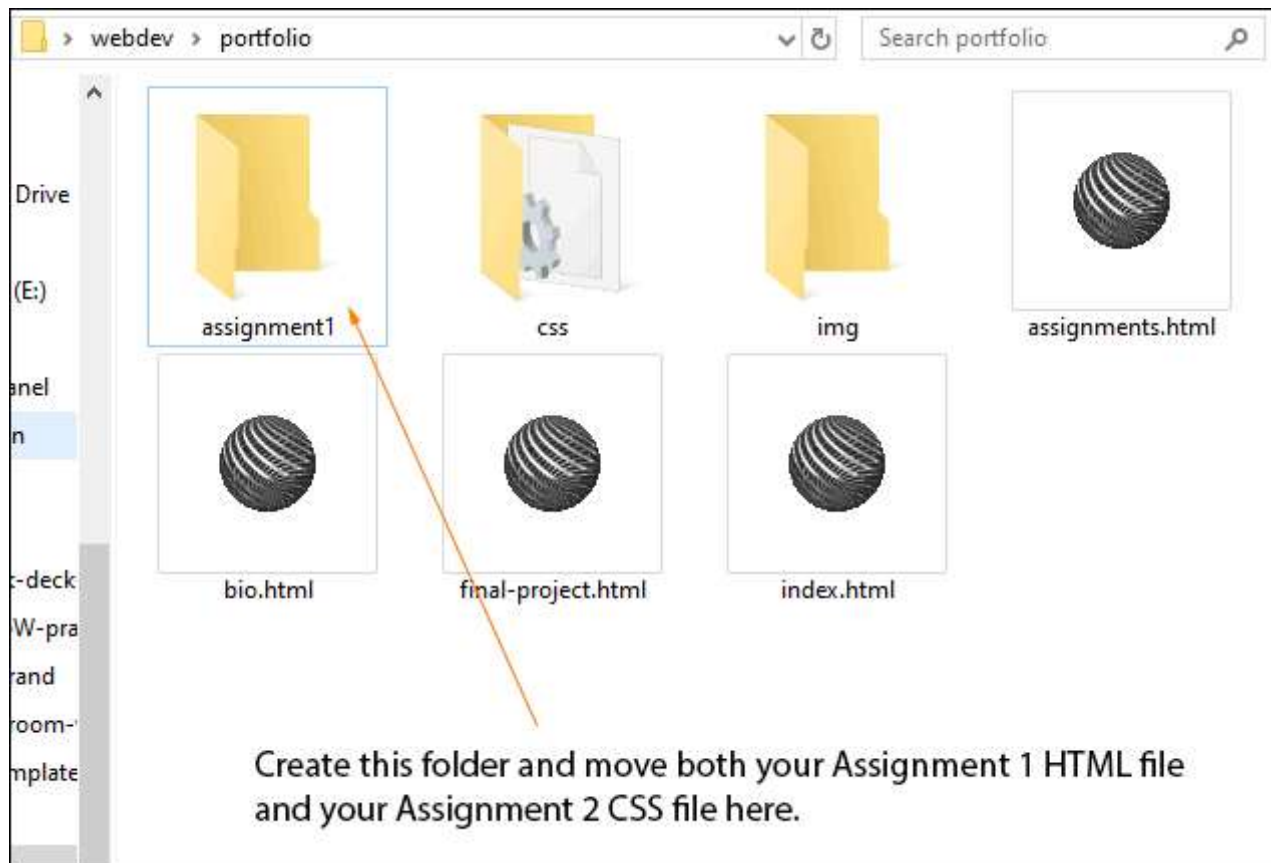 > webdev > portfolio
Search portfolio
Drive
(E:)
assignment1
css
img
assignments.html
anel
n
bio.html
final-project.html
index.html
-deck
W-pra
rand
room-
mplate
Create this folder and move both your Assignment 1 HTML file
and your Assignment 2 CSS file here.